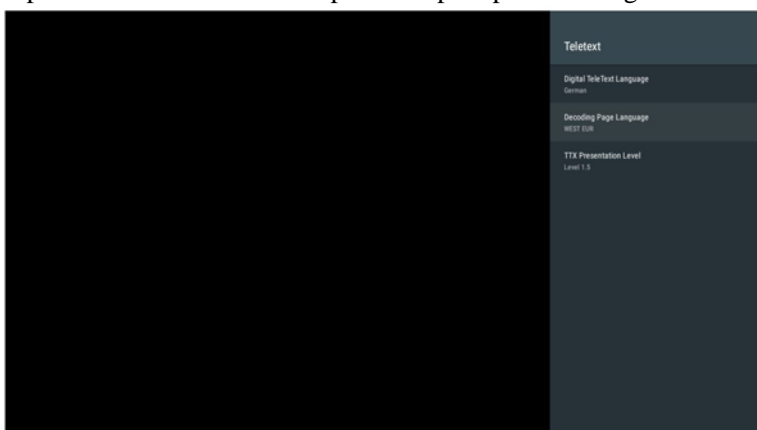 Teletext
Digital TeleText Language
German
Decoding Page Language
WEST EUR
TTX Presentation Level
Level 1.5